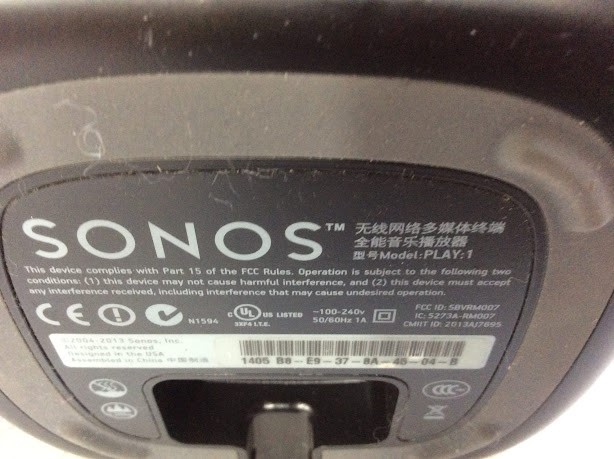 SONOS™
无线网络多媒体终端
全能音乐播放器
型号Model: PLAY:1
This device complies with Part 15 of the FCC Rules. Operation is subject to the following two
conditions: (1) this device may not cause harmful interference, and (2) this device must accept
any interference received, including interference that may cause undesired operation.
CE N1594 c UL US LISTED 2XP4 I.T.E. ~100-240v 50/60Hz 1A
FCC ID: SBVRM007
IC: 5273A-RM007
CMIIT ID: 2013AJ7895
©2004-2013 Sonos, Inc.
All rights reserved
Designed in the USA
Assembled in China 中国制造
1405 B8-E9-37-8A-45-04-B
CCC